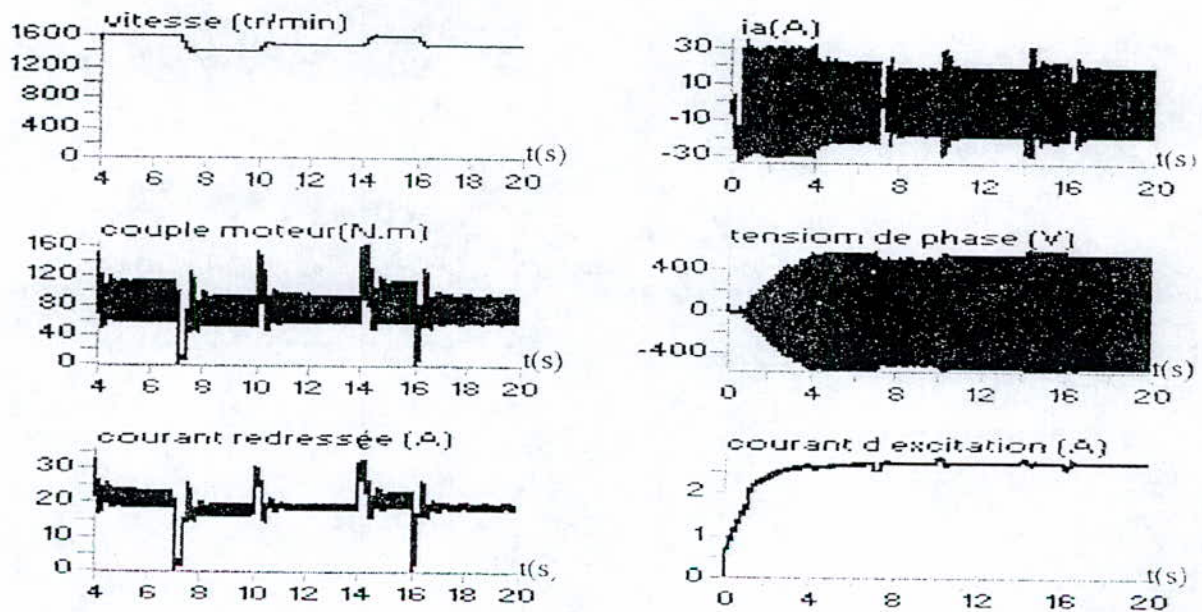 vitesse (tr/min)
1600
1200
800
400
0
t(s)
4 6 8 10 12 14 16 18 20
ia(A)
30
10
-10
-30
t(s)
0 4 8 12 16 20
couple moteur(N.m)
160
120
80
40
0
t(s)
4 6 8 10 12 14 16 18 20
tensiom de phase (V)
400
0
-400
t(s)
0 4 8 12 16 20
courant redressée (A)
30
20
10
0
t(s)
4 6 8 10 12 14 16 18 20
courant d excitation (A)
2
1
0
t(s)
0 4 8 12 16 20